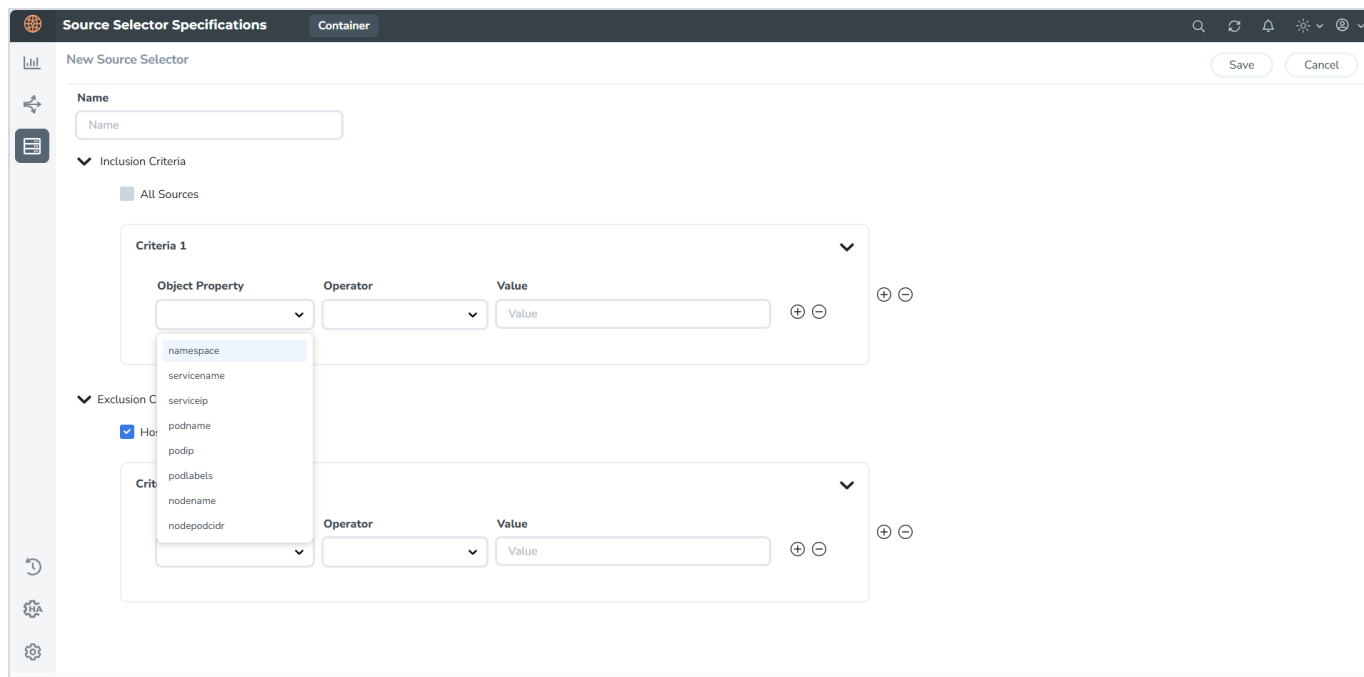 Source Selector Specifications Container
New Source Selector
Save Cancel
Name
Name
Inclusion Criteria
All Sources
Criteria 1
Object Property Operator Value
Value
namespace
servicename
Exclusion C
serviceip
podname
Hos
podip
podlabels
Crit
nodename
nodepodcidr
Operator Value
Value
HA